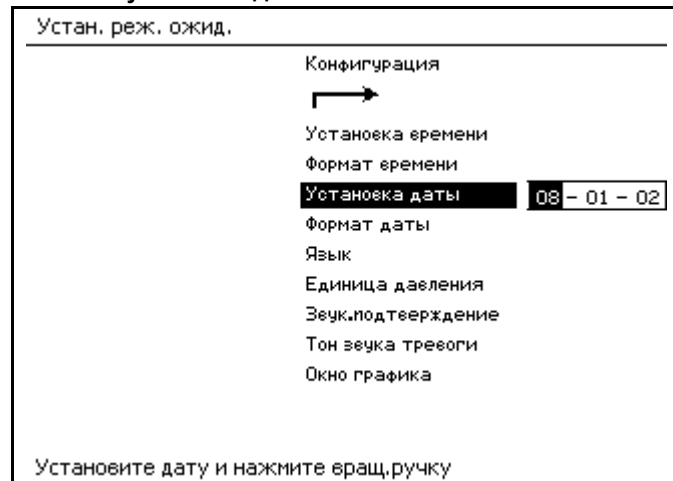 Устан. реж. ожид.
Конфигурация
Установка времени
Формат времени
Установка даты 08 – 01 – 02
Формат даты
Язык
Единица давления
Звук.подтверждение
Тон звука тревоги
Окно графика
Установите дату и нажмите вращ.ручку